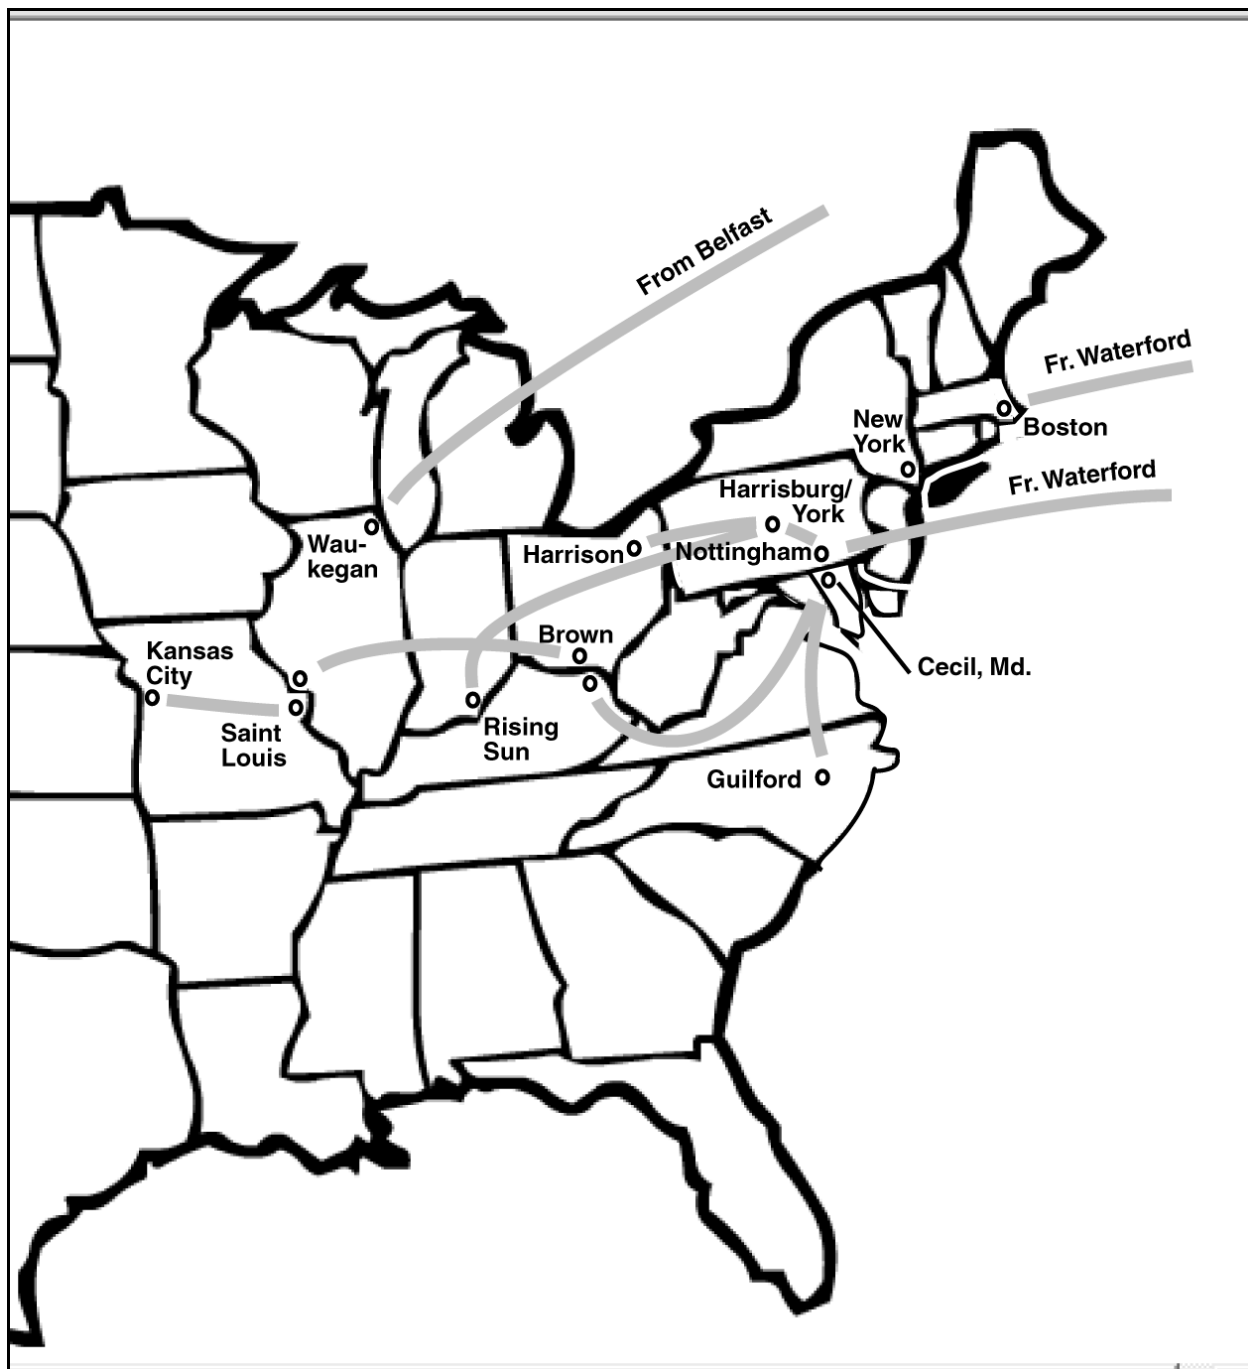 From Belfast
Fr. Waterford
New
York
Boston
Fr. Waterford
Harrisburg/
York
Harrison
Nottingham
Wau-
kegan
Brown
Kansas
City
Cecil, Md.
Saint
Louis
Rising
Sun
Guilford